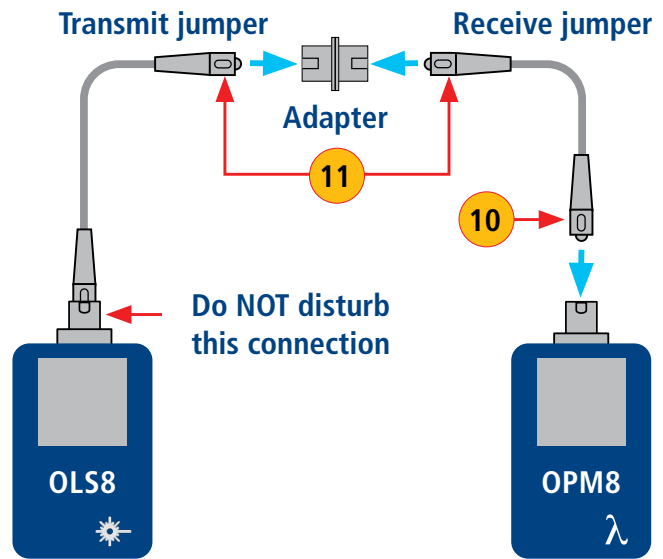 Transmit jumper
Receive jumper
Adapter
11
10
Do NOT disturb
this connection
OLS8
OPM8
λ